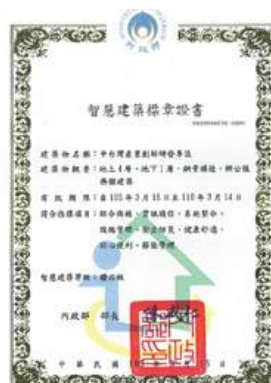 內政部
智慧建築標章證書
建築物名稱：中台灣產業創新研發專區
建築物概要：地上4層、地下1層、鋼骨構造、辦公服
務類建築
有效期限：自105年3月15日至110年3月14日
符合指標項目：綜合佈線、資訊通信、系統整合、
設施管理、安全防災、健康舒適、
貼心便利、節能管理
智慧建築等級：鑽石級
內政部 部長
中華民國